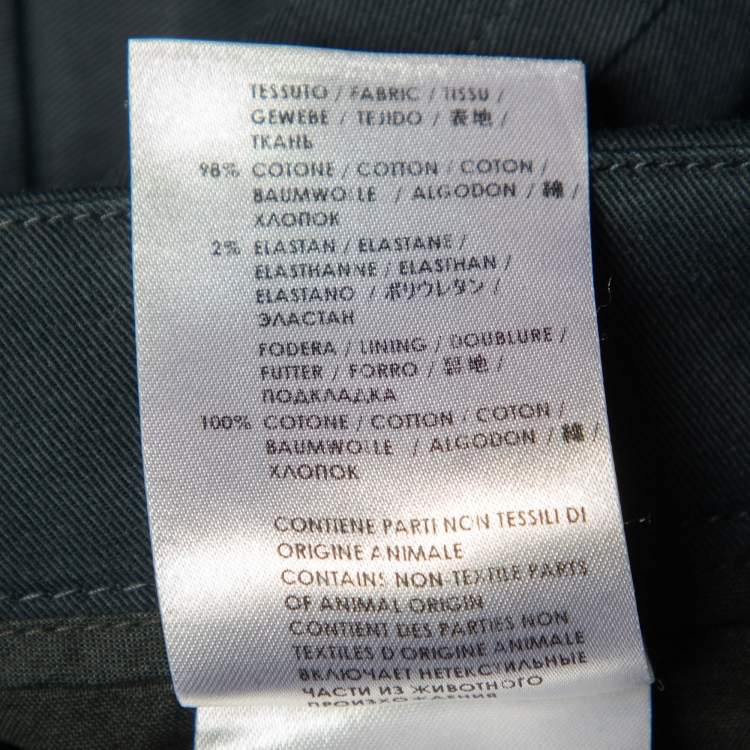 TESSUTO / FABRIC / TISSU /
GEWEBE / TEJIDO / 表地 /
ТКАНЬ
98% COTONE / COTTON / COTON /
BAUMWOLLE / ALGODON / 綿 /
ХЛОПОК
2% ELASTAN / ELASTANE /
ELASTHANNE / ELASTHAN /
ELASTANO / ポリウレタン /
ЭЛАСТАН
FODERA / LINING / DOUBLURE /
FUTTER / FORRO / 裏地 /
ПОДКЛАДКА
100% COTONE / COTTON / COTON /
BAUMWOLLE / ALGODON / 綿 /
ХЛОПОК
CONTIENE PARTI NON TESSILI DI
ORIGINE ANIMALE
CONTAINS NON-TEXTILE PARTS
OF ANIMAL ORIGIN
CONTIENT DES PARTIES NON
TEXTILES D'ORIGINE ANIMALE
ВКЛЮЧАЕТ НЕТЕКСТИЛЬНЫЕ
ЧАСТИ ИЗ ЖИВОТНОГО
ПРОИЗХОЖДЕНИЯ